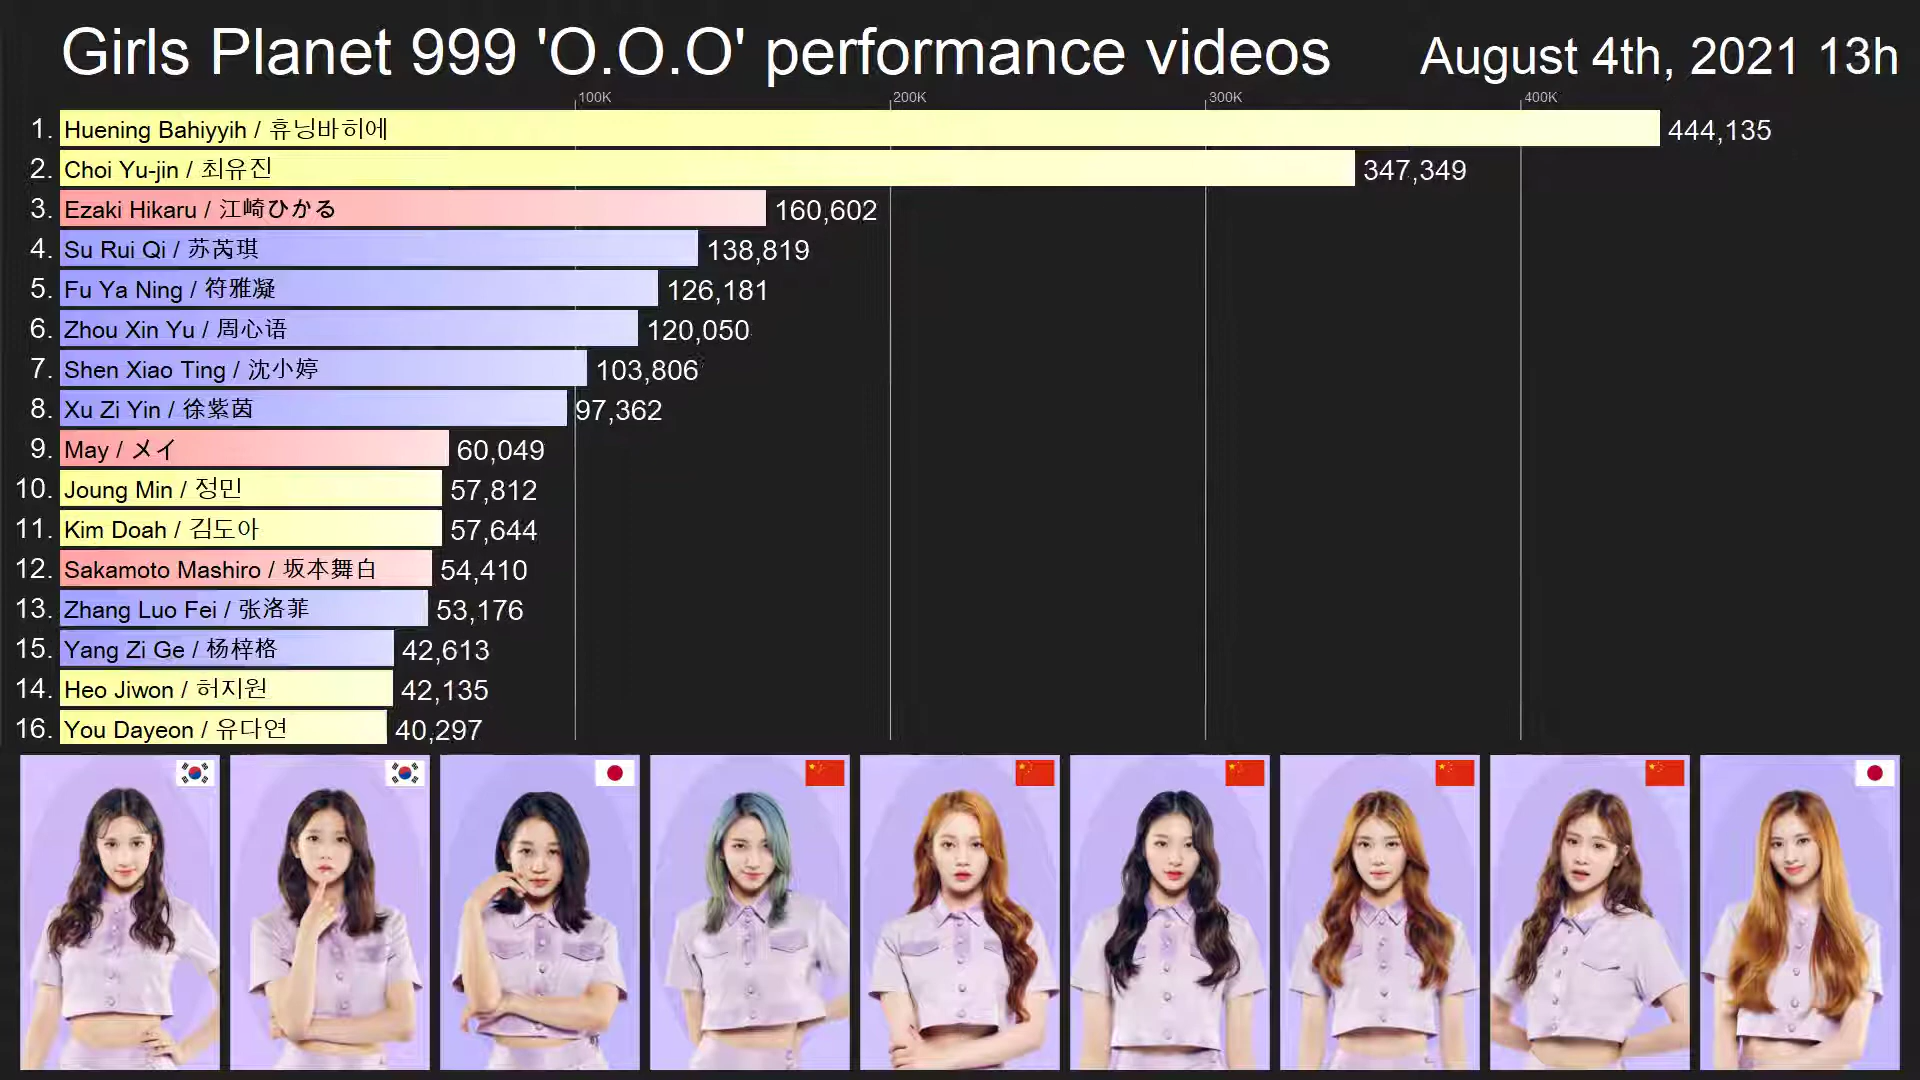 Girls Planet 999 'O.O.O' performance videos
August 4th, 2021 13h
100K 200K 300K 400K
1. Huening Bahiyyih / 휴닝바히에 444,135
2. Choi Yu-jin / 최유진 347,349
3. Ezaki Hikaru / 江崎ひかる 160,602
4. Su Rui Qi / 苏芮琪 138,819
5. Fu Ya Ning / 符雅凝 126,181
6. Zhou Xin Yu / 周心语 120,050
7. Shen Xiao Ting / 沈小婷 103,806
8. Xu Zi Yin / 徐紫茵 97,362
9. May / メイ 60,049
10. Joung Min / 정민 57,812
11. Kim Doah / 김도아 57,644
12. Sakamoto Mashiro / 坂本舞白 54,410
13. Zhang Luo Fei / 张洛菲 53,176
15. Yang Zi Ge / 杨梓格 42,613
14. Heo Jiwon / 허지원 42,135
16. You Dayeon / 유다연 40,297